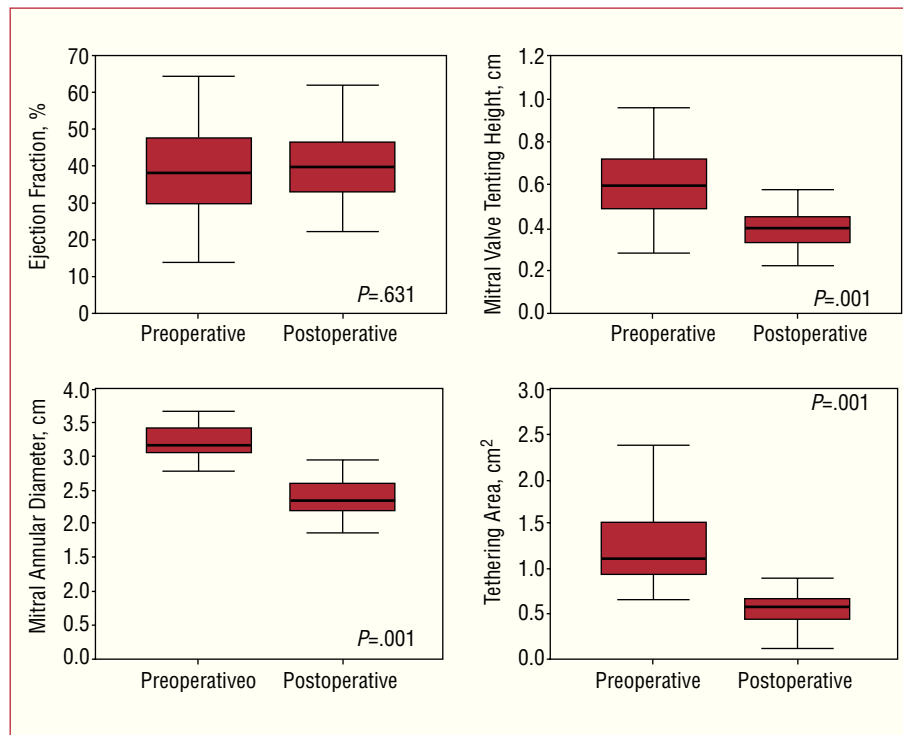 Ejection Fraction, %
70
60
50
40
30
20
10
0
P=.631
Preoperative Postoperative
Mitral Valve Tenting Height, cm
1.2
1.0
0.8
0.6
0.4
0.2
0.0
P=.001
Preoperative Postoperative
Mitral Annular Diameter, cm
4.0
3.5
3.0
2.5
2.0
1.5
2.0
0.5
0.0
P=.001
Preoperativeo Postoperative
Tethering Area, cm²
3.0
2.5
2.0
1.5
1.0
0.5
0.0
P=.001
Preoperative Postoperative